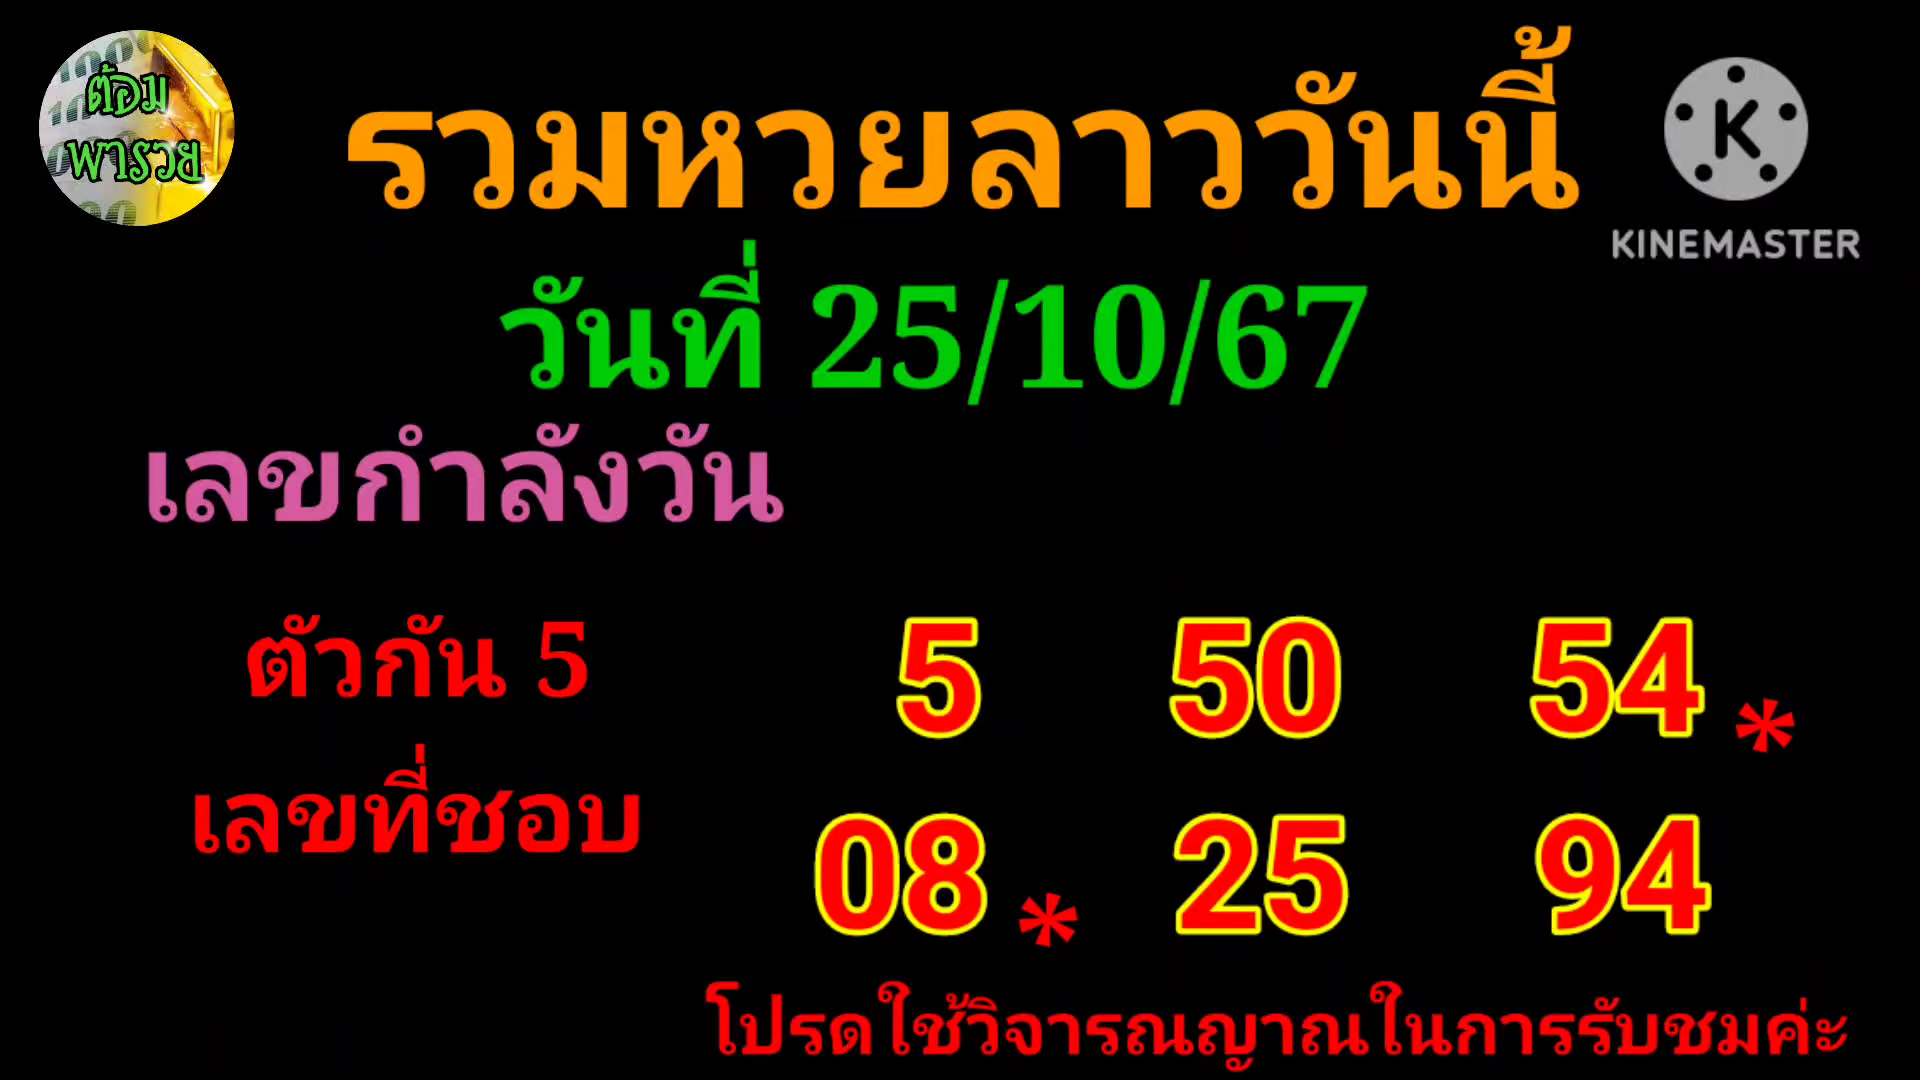 ต้อม
พารวย
รวมหวยลาววันนี้
KINEMASTER
วันที่ 25/10/67
เลขกำลังวัน
ตัวกัน 5 5 50 54 *
เลขที่ชอบ 08 * 25 94
โปรดใช้วิจารณญาณในการรับชมค่ะ